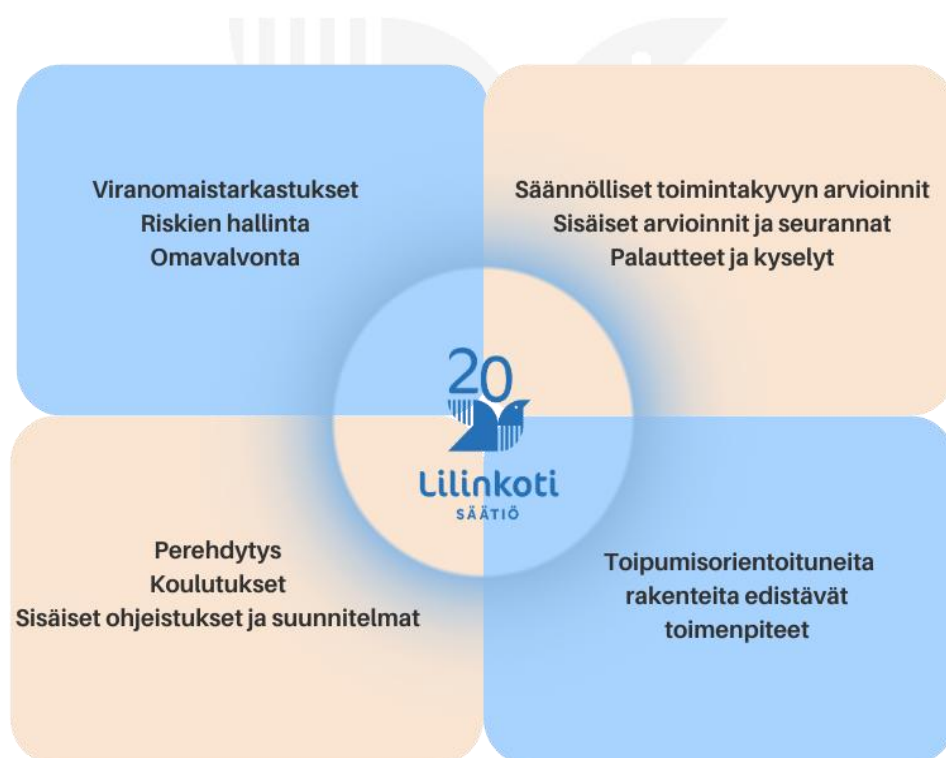 Viranomaistarkastukset
Riskien hallinta
Omavalvonta
Säännölliset toimintakyvyn arvioinnit
Sisäiset arvioinnit ja seurannat
Palautteet ja kyselyt
20
Lilinkoti
SÄÄTIÖ
Perehdytys
Koulutukset
Sisäiset ohjeistukset ja suunnitelmat
Toipumisorientoituneita
rakenteita edistävät
toimenpiteet